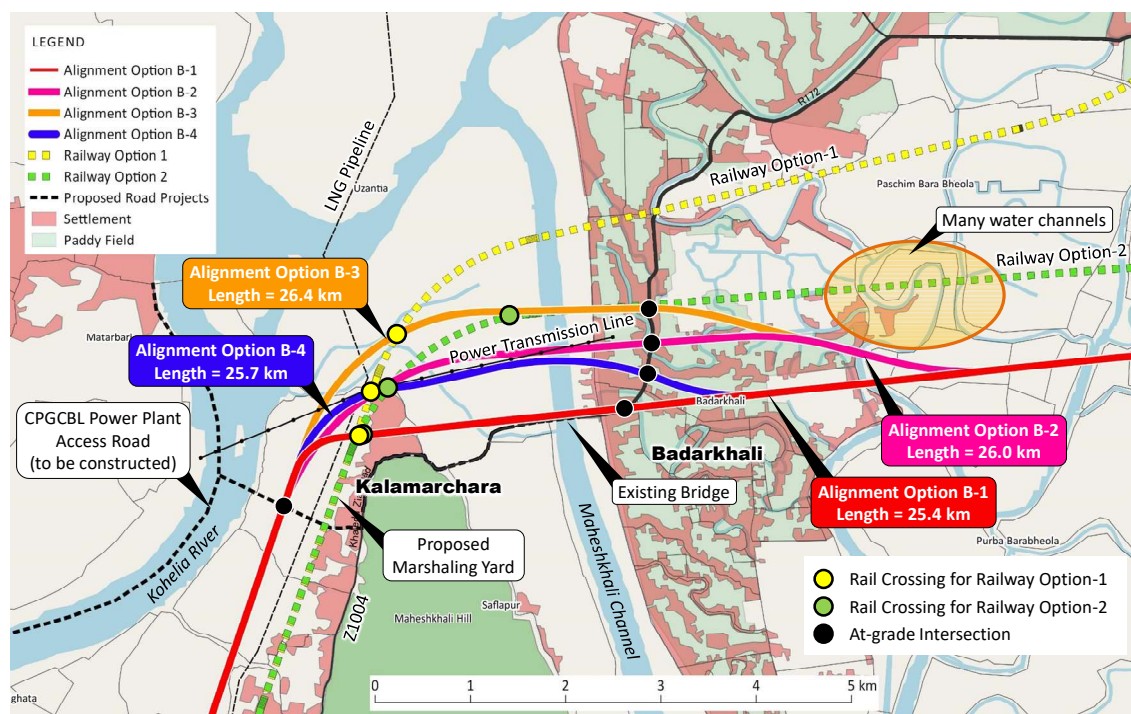 LEGEND
Alignment Option B-1
Alignment Option B-2
Alignment Option B-3
Alignment Option B-4
Railway Option 1
Railway Option 2
Proposed Road Projects
Settlement
Paddy Field
LNG Pipeline
Uzantia
R172
Railway Option-1
Paschim Bara Bheola
Many water channels
Railway Option-2
Alignment Option B-3
Length = 26.4 km
Matarbari
Power Transmission Line
Alignment Option B-4
Length = 25.7 km
CPGCBL Power Plant
Access Road
(to be constructed)
Badarkhali
Alignment Option B-2
Length = 26.0 km
Badarkhali
Kalamarchara
Existing Bridge
Alignment Option B-1
Length = 25.4 km
Proposed
Marshaling Yard
Kohelia RIver
Maheshkhali Channel
Purba Barabheola
Z1004
Maheshkhali Hill
Saflapur
Rail Crossing for Railway Option-1
Rail Crossing for Railway Option-2
At-grade Intersection
0 1 2 3 4 5 km
ghata